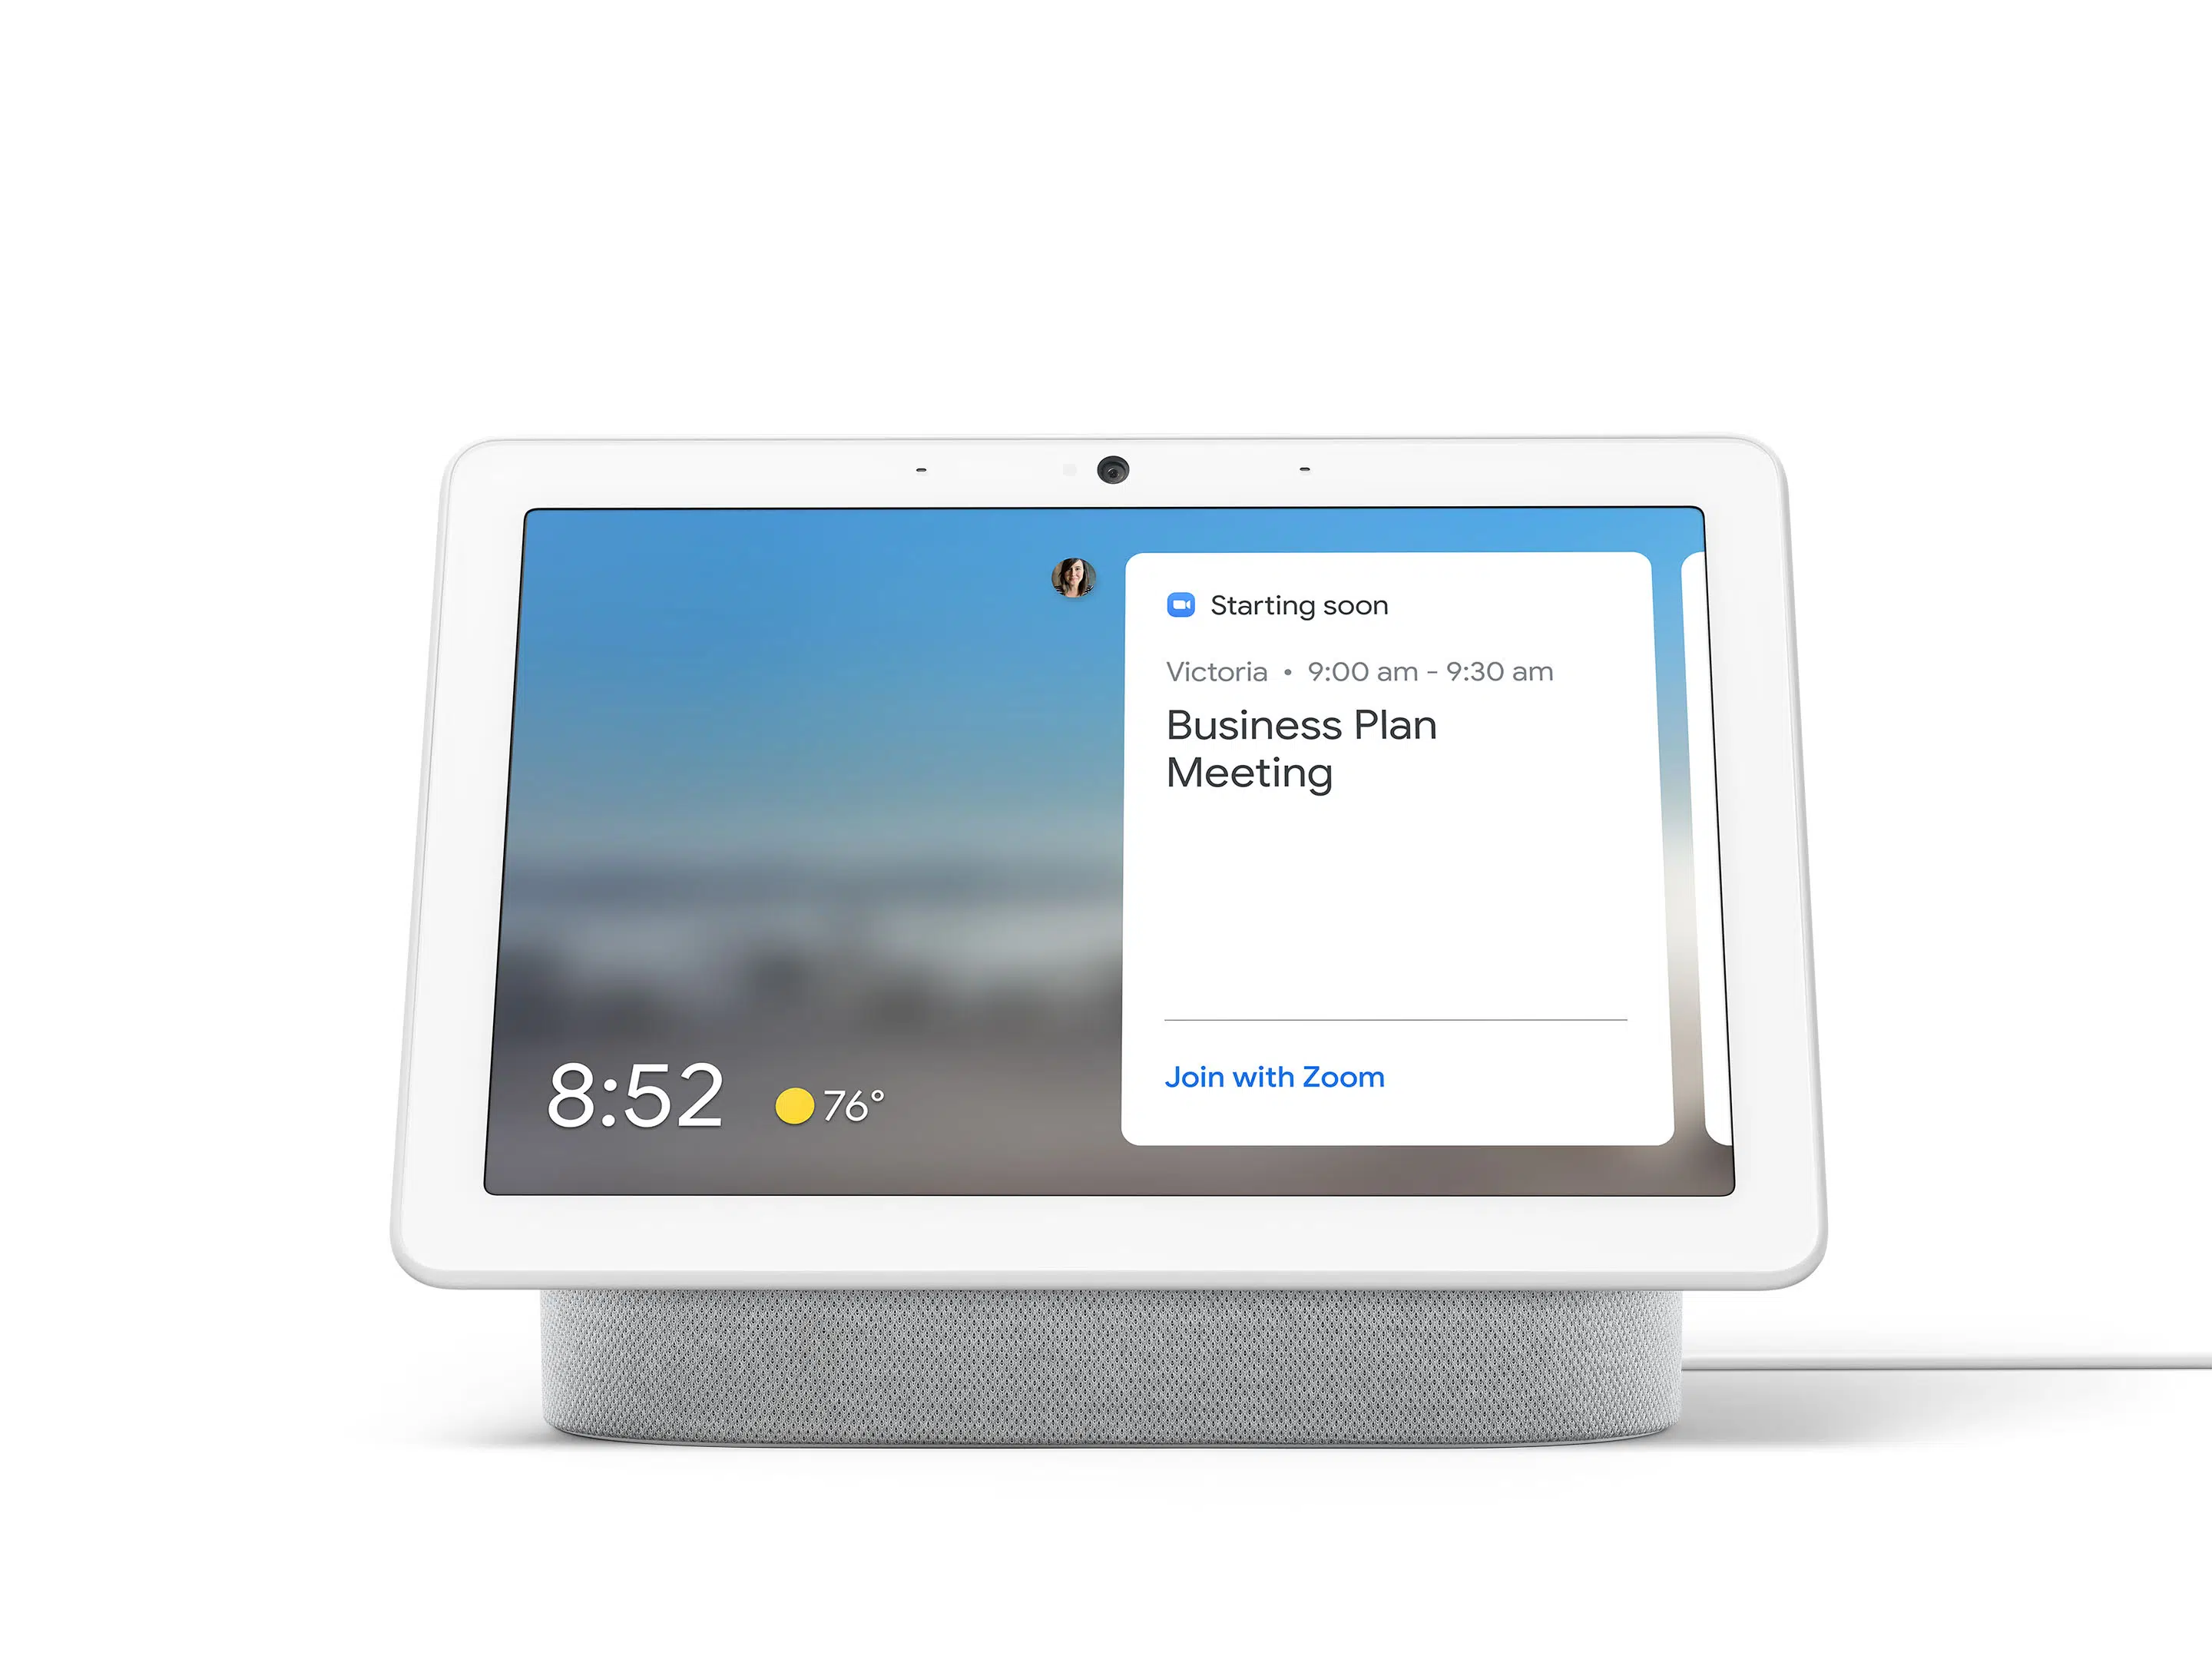 Starting soon
Victoria • 9:00 am - 9:30 am
Business Plan
Meeting
Join with Zoom
8:52 76°